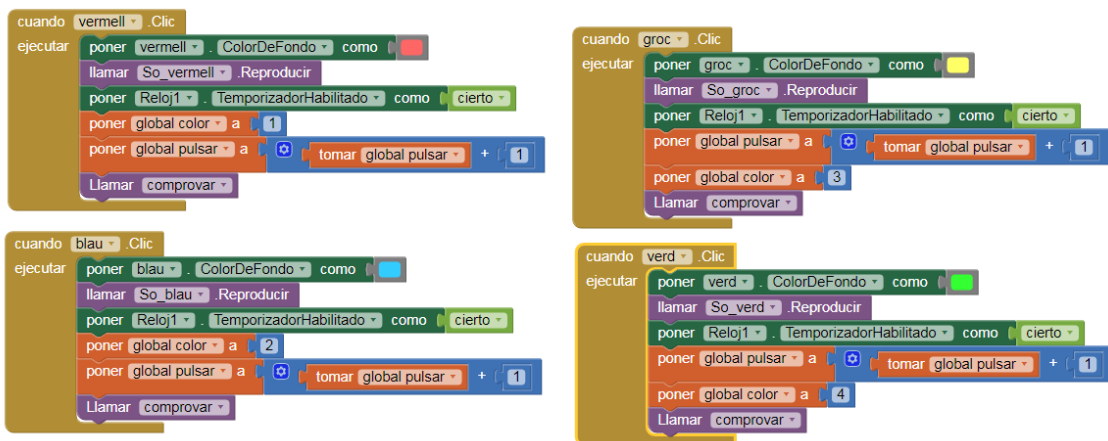 cuando vermell .Clic
ejecutar poner vermell . ColorDeFondo como
llamar So_vermell .Reproducir
poner Reloj1 . TemporizadorHabilitado como cierto
poner global color a 1
poner global pulsar a tomar global pulsar + 1
Llamar comprovar
cuando blau .Clic
ejecutar poner blau . ColorDeFondo como
llamar So_blau .Reproducir
poner Reloj1 . TemporizadorHabilitado como cierto
poner global color a 2
poner global pulsar a tomar global pulsar + 1
Llamar comprovar
cuando groc .Clic
ejecutar poner groc . ColorDeFondo como
llamar So_groc .Reproducir
poner Reloj1 . TemporizadorHabilitado como cierto
poner global pulsar a tomar global pulsar + 1
poner global color a 3
Llamar comprovar
cuando verd .Clic
ejecutar poner verd . ColorDeFondo como
llamar So_verd .Reproducir
poner Reloj1 . TemporizadorHabilitado como cierto
poner global pulsar a tomar global pulsar + 1
poner global color a 4
Llamar comprovar